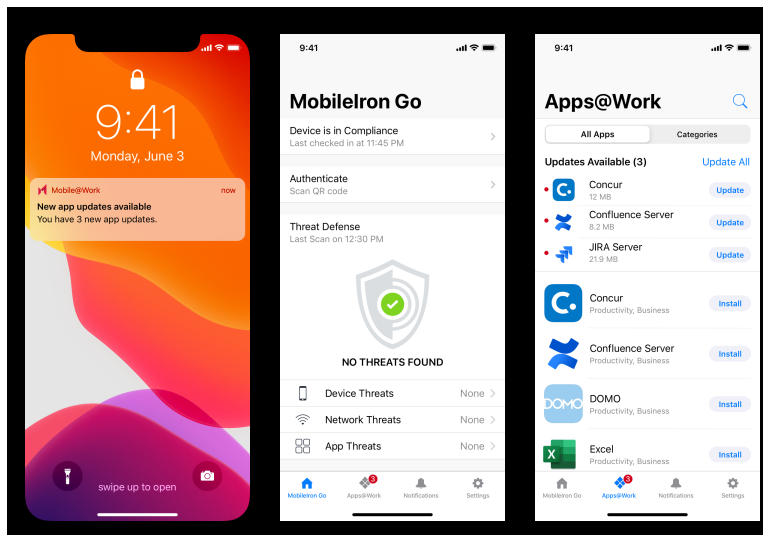 9:41
Monday, June 3
Mobile@Work now
New app updates available
You have 3 new app updates.
swipe up to open
9:41
MobileIron Go
Device is in Compliance
Last checked in at 11:45 PM
Authenticate
Scan QR code
Threat Defense
Last Scan on 12:30 PM
NO THREATS FOUND
Device Threats None
Network Threats None
App Threats None
3
MobileIron Go Apps@Work Notifications Settings
9:41
Apps@Work
All Apps Categories
Updates Available (3) Update All
C.
Concur
12 MB
Update
Confluence Server
8.2 MB
Update
JIRA Server
21.9 MB
Update
C.
Concur
Productivity, Business
Install
Confluence Server
Productivity, Business
Install
DOMO
DOMO
Productivity, Business
Install
X
Excel
Productivity, Business
Install
3
MobileIron Go Apps@Work Notifications Settings